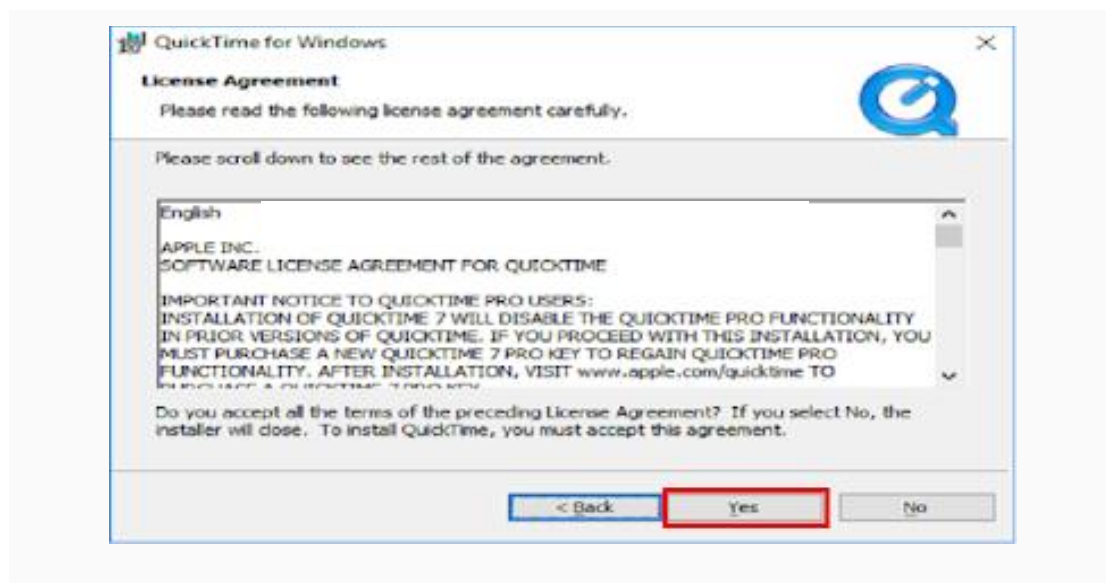 QuickTime for Windows
License Agreement
Please read the following license agreement carefully.
Please scroll down to see the rest of the agreement.
English
APPLE INC.
SOFTWARE LICENSE AGREEMENT FOR QUICKTIME
IMPORTANT NOTICE TO QUICKTIME PRO USERS:
INSTALLATION OF QUICKTIME 7 WILL DISABLE THE QUICKTIME PRO FUNCTIONALITY
IN PRIOR VERSIONS OF QUICKTIME. IF YOU PROCEED WITH THIS INSTALLATION, YOU
MUST PURCHASE A NEW QUICKTIME 7 PRO KEY TO REGAIN QUICKTIME PRO
FUNCTIONALITY. AFTER INSTALLATION, VISIT www.apple.com/quicktime TO
PURCHASE A QUICKTIME 7 PRO KEY
Do you accept all the terms of the preceding License Agreement? If you select No, the
installer will close. To install QuickTime, you must accept this agreement.
< Back Yes No